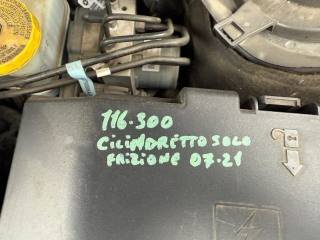 116.300
CILINDRETTO SOLO
FRIZIONE 07-21